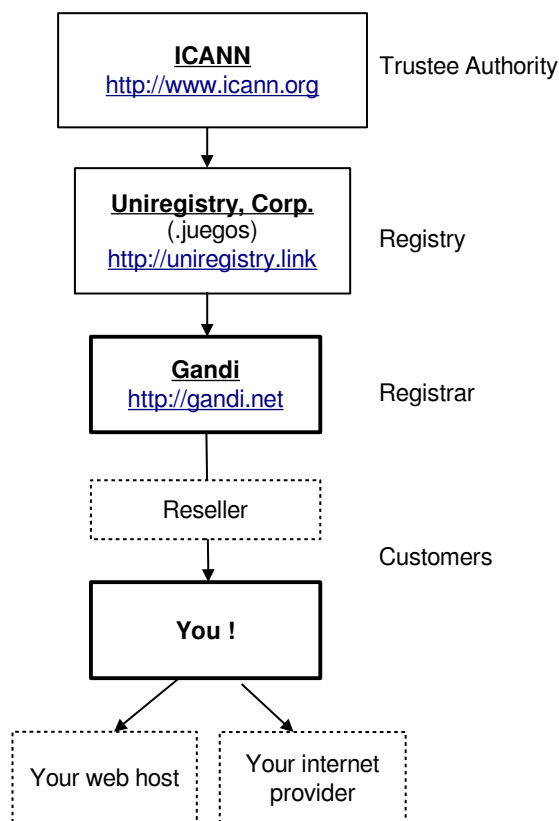 ICANN
http://www.icann.org
Trustee Authority
Uniregistry, Corp.
(.juegos)
http://uniregistry.link
Registry
Gandi
http://gandi.net
Registrar
Reseller
Customers
You !
Your web host
Your internet
provider